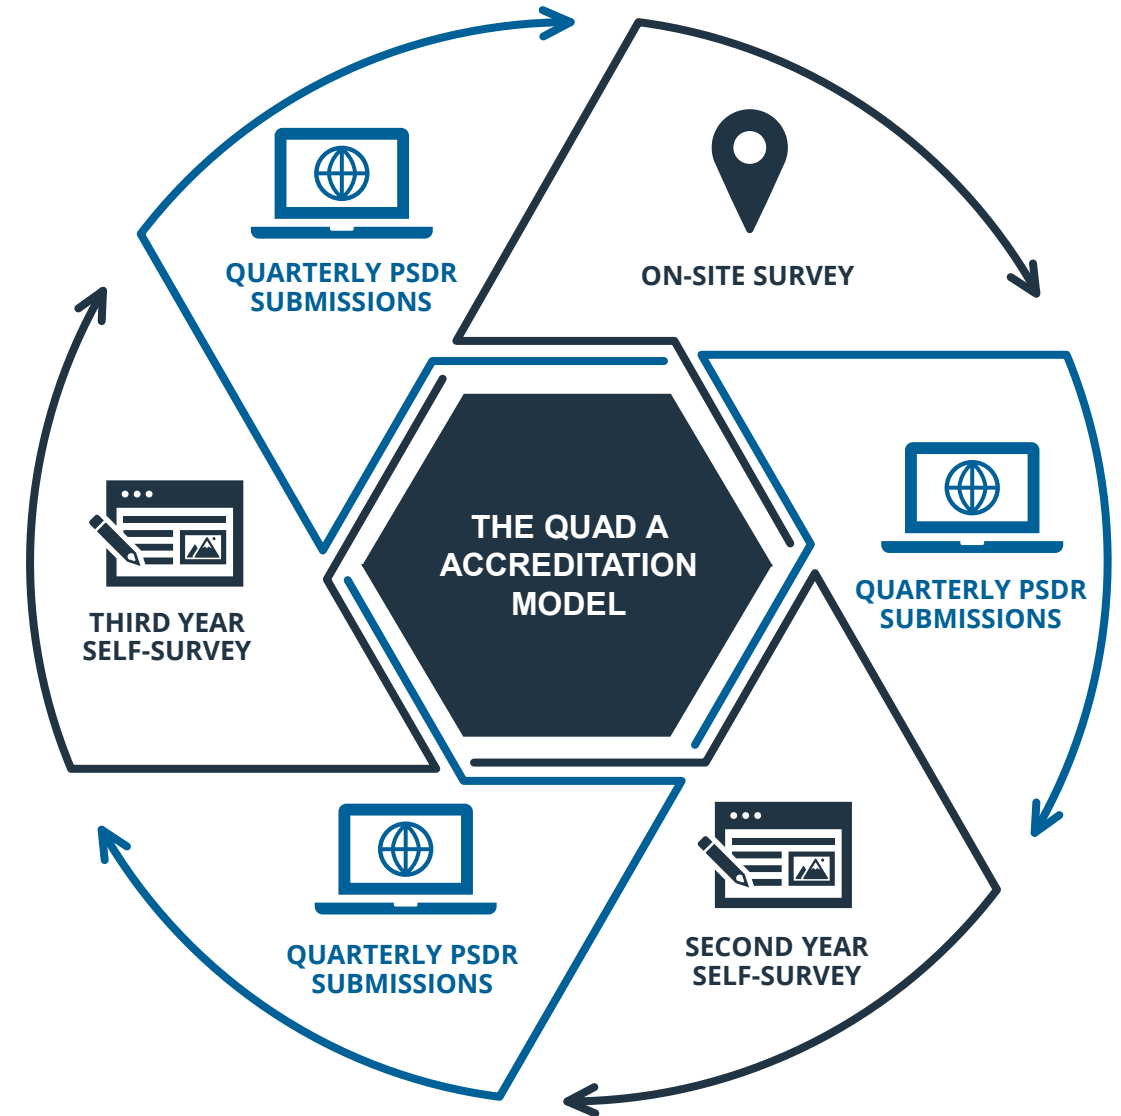 QUARTERLY PSDR
SUBMISSIONS
ON-SITE SURVEY
THE QUAD A
ACCREDITATION
MODEL
QUARTERLY PSDR
SUBMISSIONS
THIRD YEAR
SELF-SURVEY
SECOND YEAR
SELF-SURVEY
QUARTERLY PSDR
SUBMISSIONS